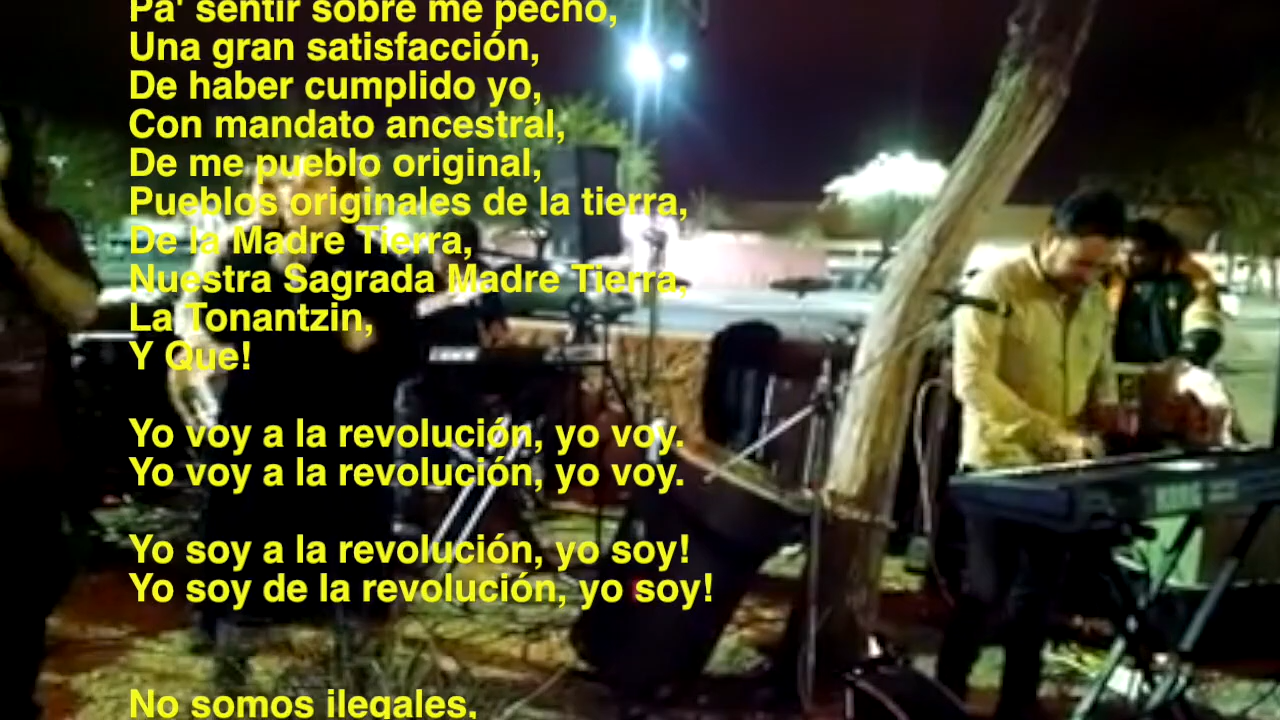 Pa' sentir sobre me pecho,
Una gran satisfacción,
De haber cumplido yo,
Con mandato ancestral,
De me pueblo original,
Pueblos originales de la tierra,
De la Madre Tierra,
Nuestra Sagrada Madre Tierra,
La Tonantzin,
Y Que!
Yo voy a la revolución, yo voy.
Yo voy a la revolución, yo voy.
Yo soy a la revolución, yo soy!
Yo soy de la revolución, yo soy!
No somos ilegales,
KORG